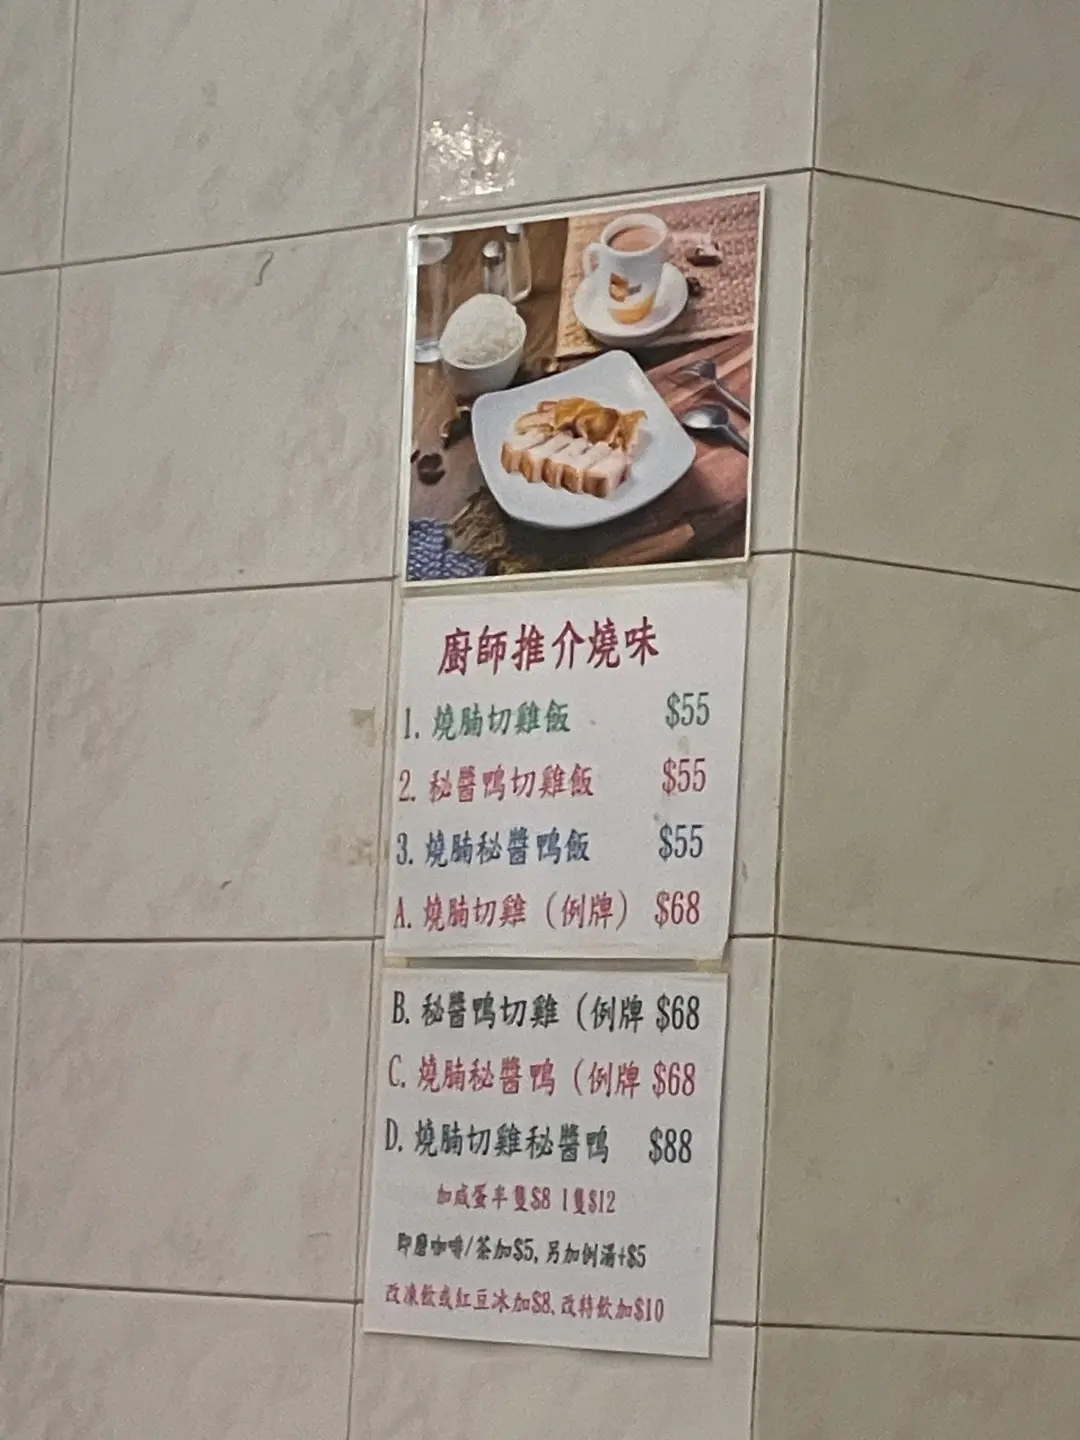 廚師推介燒味
1. 燒腩切雞飯 $55
2. 秘醬鴨切雞飯 $55
3. 燒腩秘醬鴨飯 $55
A. 燒腩切雞（例牌） $68
B. 秘醬鴨切雞（例牌 $68
C. 燒腩秘醬鴨（例牌 $68
D. 燒腩切雞秘醬鴨 $88
加咸蛋半隻$8 1隻$12
即磨咖啡/茶加$5, 另加例湯+$5
改凍飲或紅豆冰加$8, 改特飲加$10